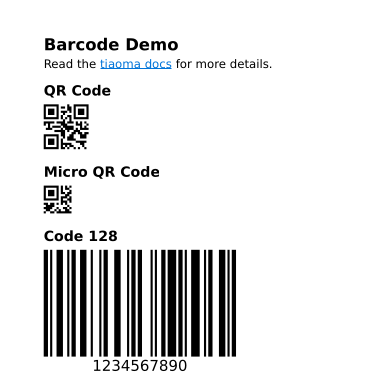 Barcode Demo
Read the tiaoma docs for more details.
QR Code
Micro QR Code
Code 128
1234567890